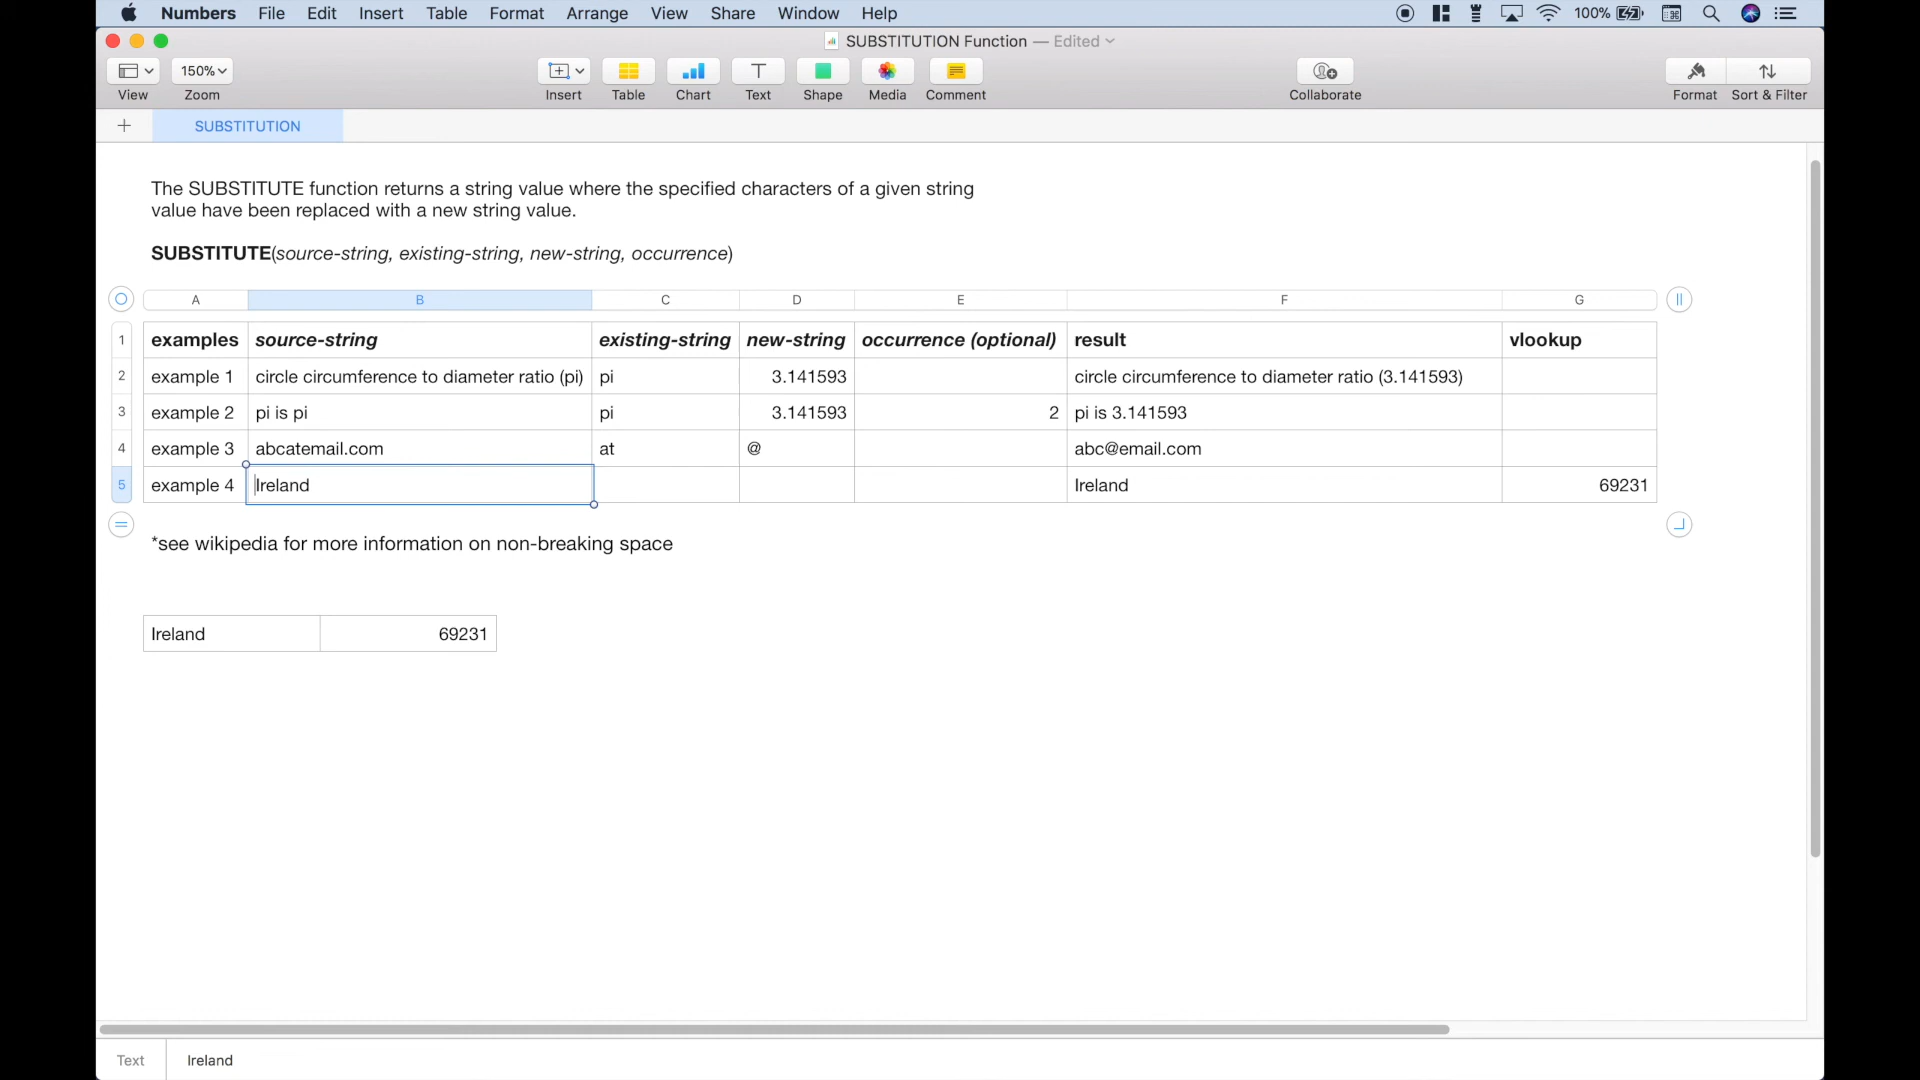 Numbers File Edit Insert Table Format Arrange View Share Window Help 100%
SUBSTITUTION Function — Edited
150%
View Zoom Insert Table Chart Text Shape Media Comment Collaborate Format Sort & Filter
SUBSTITUTION
The SUBSTITUTE function returns a string value where the specified characters of a given string
value have been replaced with a new string value.
SUBSTITUTE(source-string, existing-string, new-string, occurrence)
A B C D E F G
1 examples source-string existing-string new-string occurrence (optional) result vlookup
2 example 1 circle circumference to diameter ratio (pi) pi 3.141593 circle circumference to diameter ratio (3.141593)
3 example 2 pi is pi pi 3.141593 2 pi is 3.141593
4 example 3 abcatemail.com at @ abc@email.com
5 example 4 Ireland Ireland 69231
*see wikipedia for more information on non-breaking space
Ireland 69231
Text Ireland